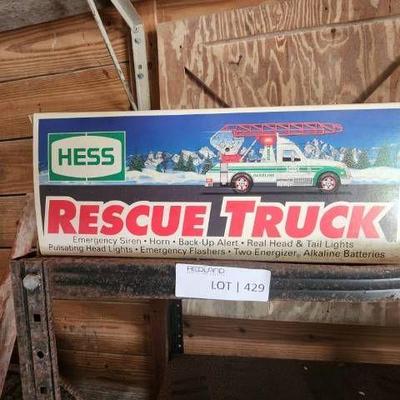 HESS
RESCUE TRUCK
Emergency Siren • Horn • Back-Up Alert • Real Head & Tail Lights
Pulsating Head Lights • Emergency Flashers • Two Energizer® Alkaline Batteries
LOT | 429